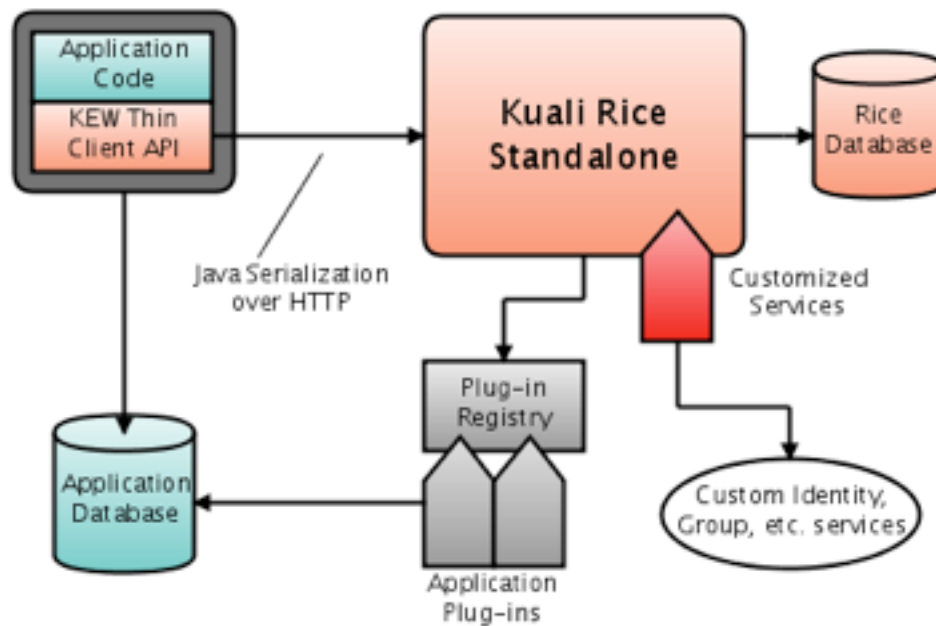 Application
Code
KEW Thin
Client API
Kuali Rice
Standalone
Rice
Database
Java Serialization
over HTTP
Customized
Services
Plug-in
Registry
Application
Database
Custom Identity,
Group, etc. services
Application
Plug-ins